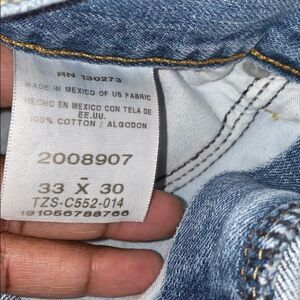 RN 130273
MADE IN MEXICO OF US FABRIC
HECHO EN MEXICO CON TELA DE
EE.UU.
100% COTTON / ALGODON
2008907
-
33 X 30
TZS-C552-014
191056788766